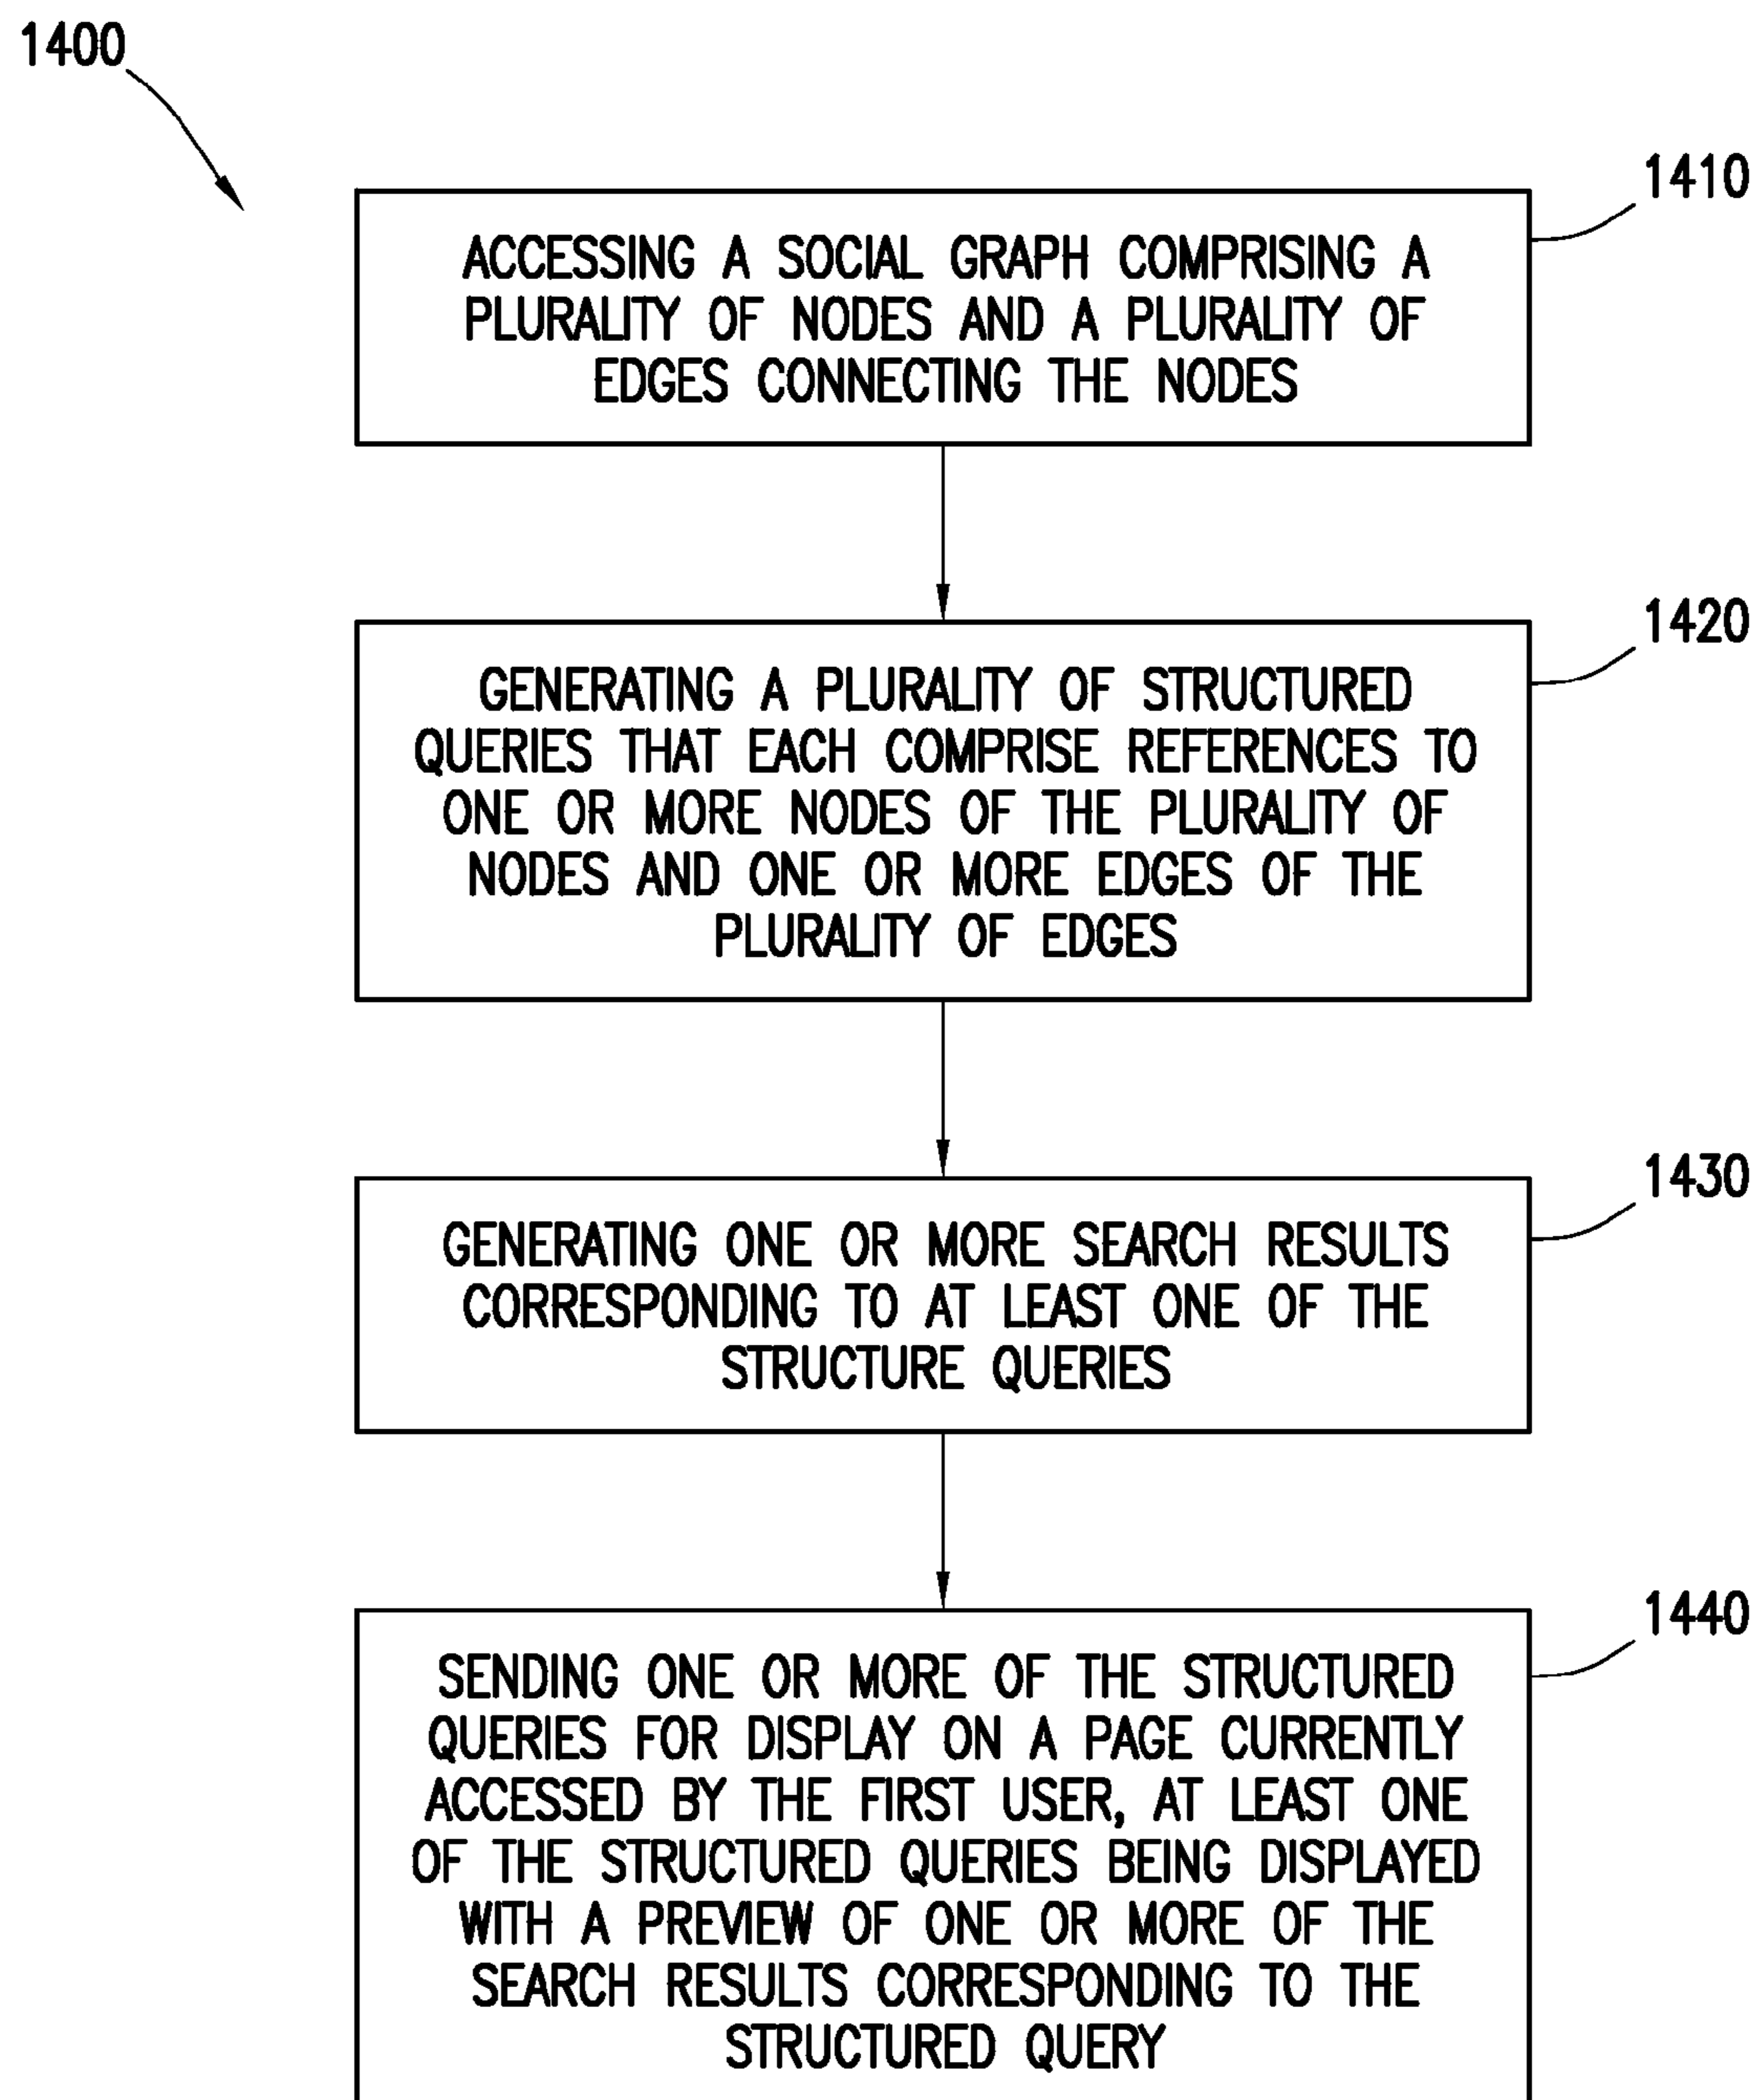 1400
1410
ACCESSING A SOCIAL GRAPH COMPRISING A
PLURALITY OF NODES AND A PLURALITY OF
EDGES CONNECTING THE NODES
1420
GENERATING A PLURALITY OF STRUCTURED
QUERIES THAT EACH COMPRISE REFERENCES TO
ONE OR MORE NODES OF THE PLURALITY OF
NODES AND ONE OR MORE EDGES OF THE
PLURALITY OF EDGES
1430
GENERATING ONE OR MORE SEARCH RESULTS
CORRESPONDING TO AT LEAST ONE OF THE
STRUCTURE QUERIES
1440
SENDING ONE OR MORE OF THE STRUCTURED
QUERIES FOR DISPLAY ON A PAGE CURRENTLY
ACCESSED BY THE FIRST USER, AT LEAST ONE
OF THE STRUCTURED QUERIES BEING DISPLAYED
WITH A PREVIEW OF ONE OR MORE OF THE
SEARCH RESULTS CORRESPONDING TO THE
STRUCTURED QUERY